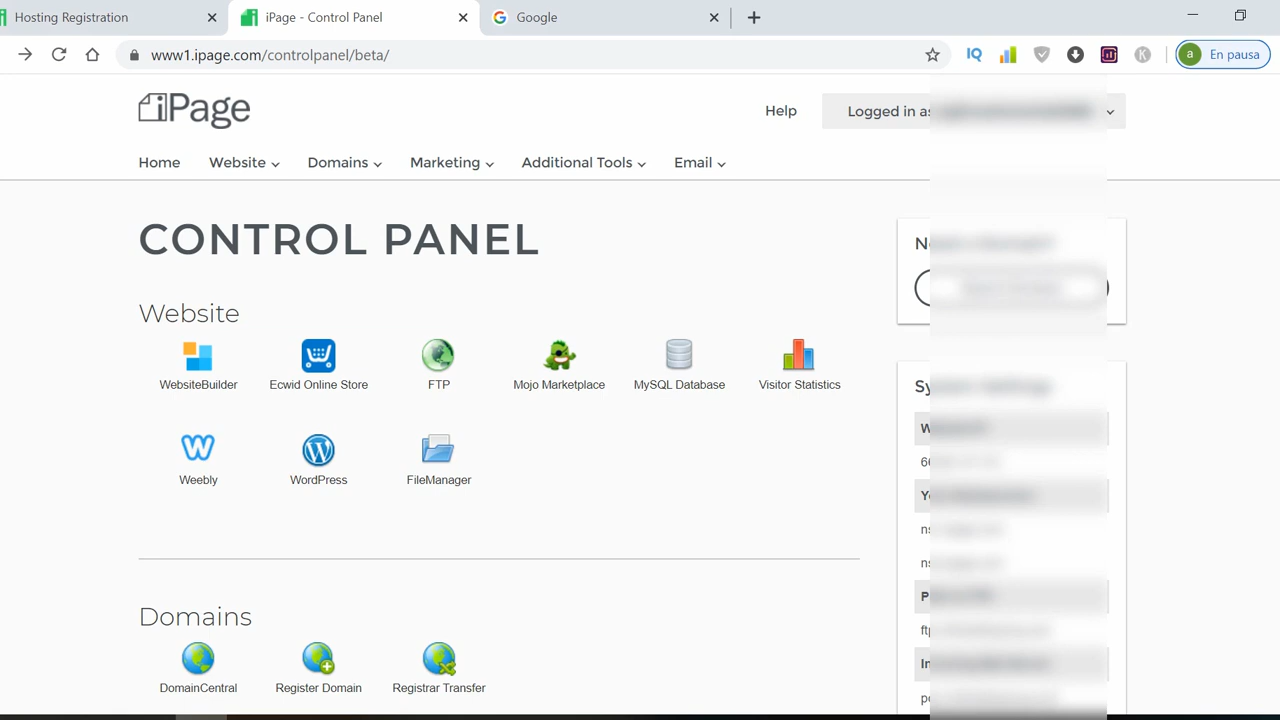 Hosting Registration
iPage - Control Panel
Google
www1.ipage.com/controlpanel/beta/
IQ
K
a
En pausa
iPage
Help
Logged in as
Home
Website
Domains
Marketing
Additional Tools
Email
CONTROL PANEL
Website
WebsiteBuilder
Ecwid Online Store
FTP
Mojo Marketplace
MySQL Database
Visitor Statistics
Weebly
WordPress
FileManager
Domains
DomainCentral
Register Domain
Registrar Transfer